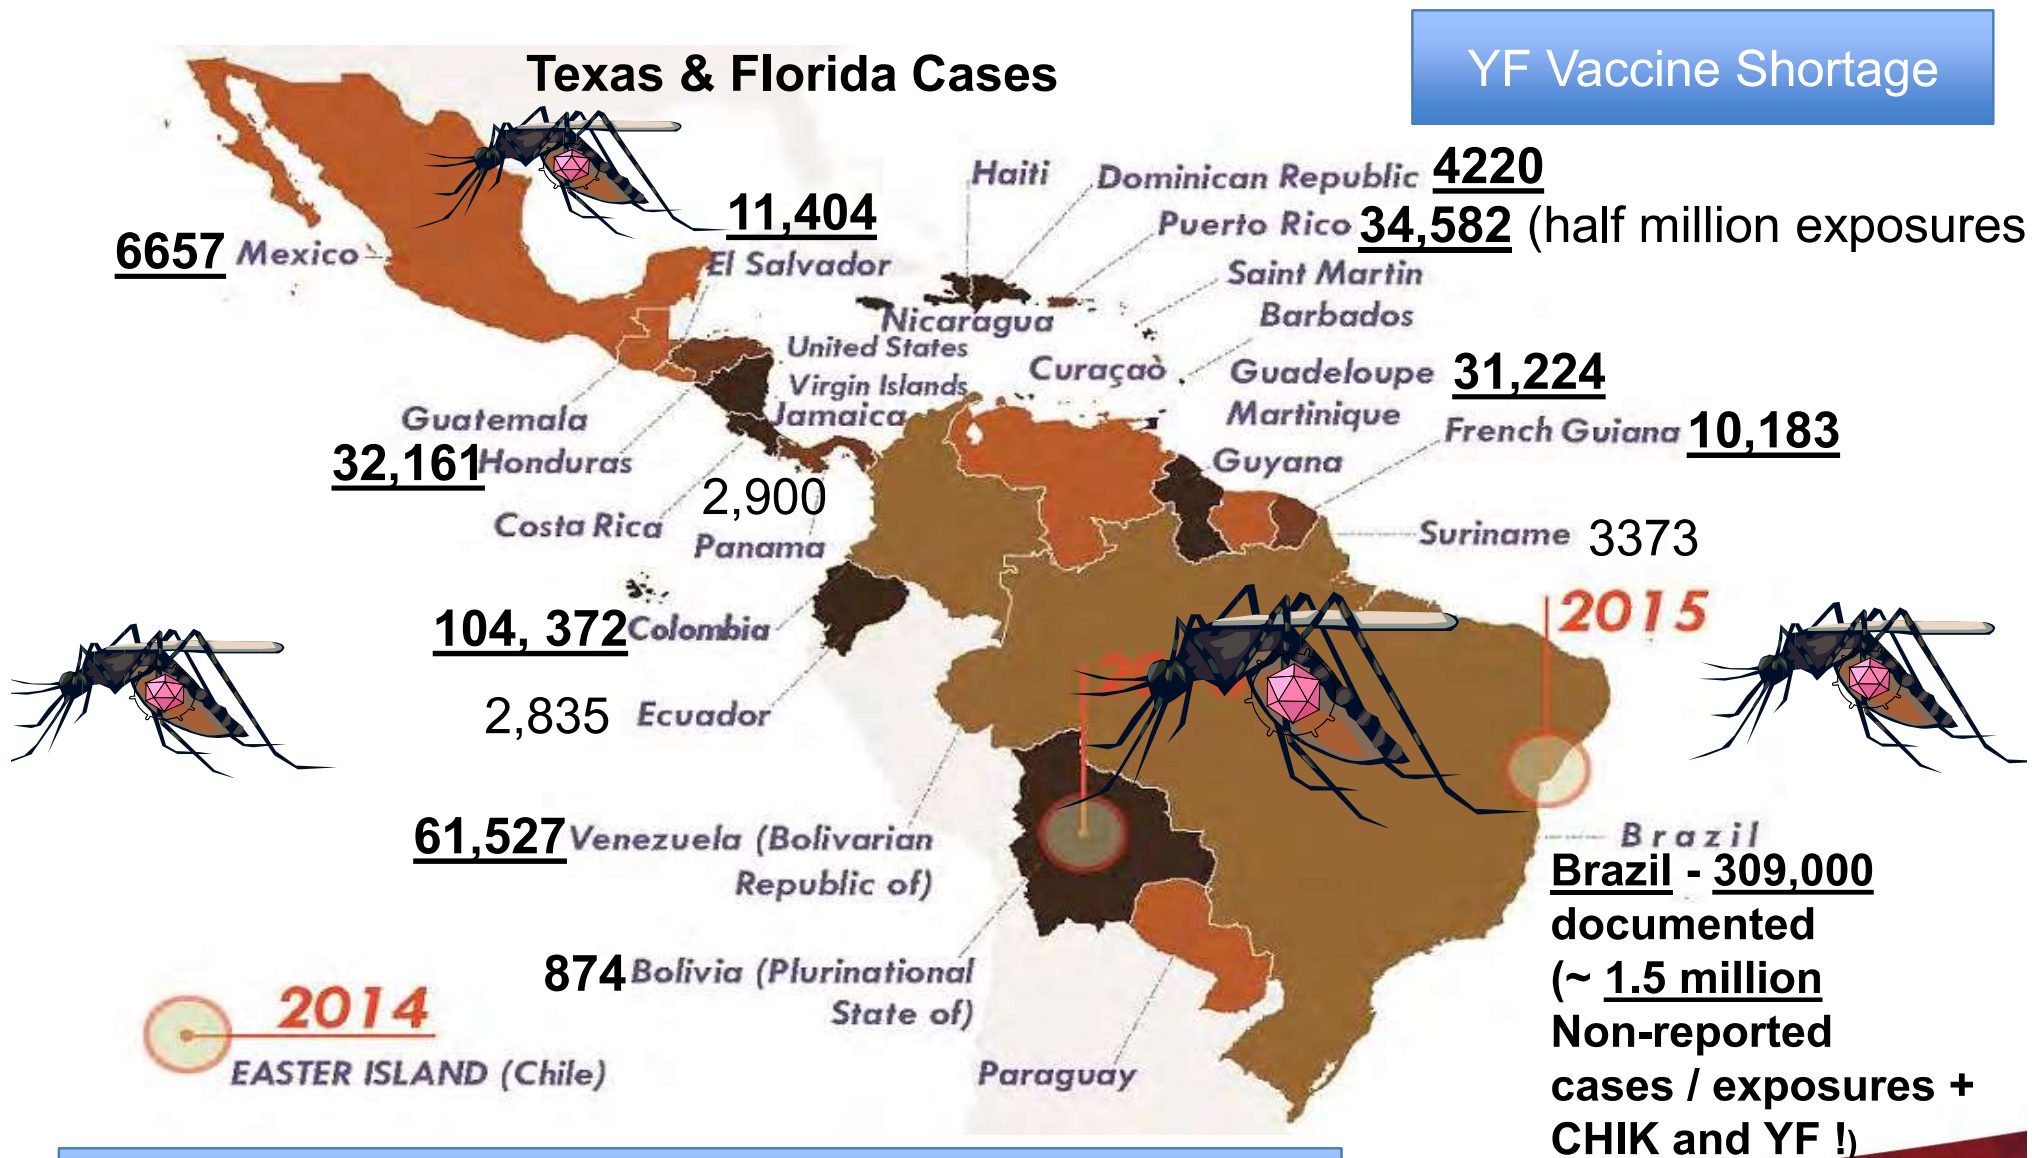 YF Vaccine Shortage
Texas & Florida Cases
Haiti
Dominican Republic 4220
Puerto Rico 34,582 (half million exposures
11,404
6657 Mexico
El Salvador
Saint Martin
Barbados
Nicaragua
United States
Virgin Islands
Jamaica
Curaçaò
Guadeloupe 31,224
Martinique
French Guiana 10,183
Guatemala
32,161 Honduras
Guyana
2,900
Costa Rica
Panama
Suriname 3373
2015
104, 372 Colombia
2,835 Ecuador
61,527 Venezuela (Bolivarian
Republic of)
Brazil
Brazil - 309,000
documented
(~ 1.5 million
Non-reported
cases / exposures +
CHIK and YF !)
874 Bolivia (Plurinational
State of)
2014
EASTER ISLAND (Chile)
Paraguay